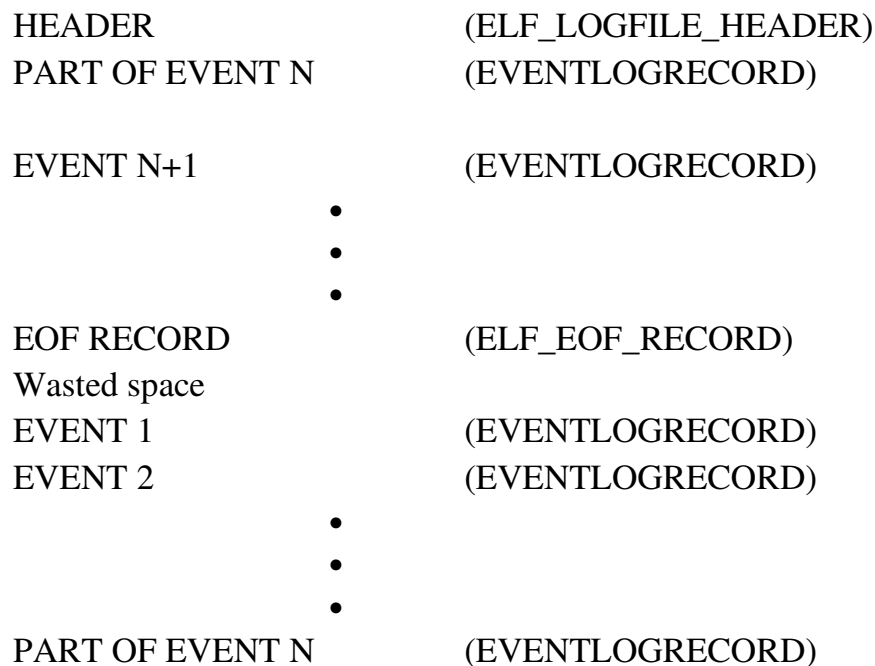 HEADER (ELF_LOGFILE_HEADER)
PART OF EVENT N (EVENTLOGRECORD)
EVENT N+1 (EVENTLOGRECORD)
•
•
•
EOF RECORD (ELF_EOF_RECORD)
Wasted space
EVENT 1 (EVENTLOGRECORD)
EVENT 2 (EVENTLOGRECORD)
•
•
•
PART OF EVENT N (EVENTLOGRECORD)